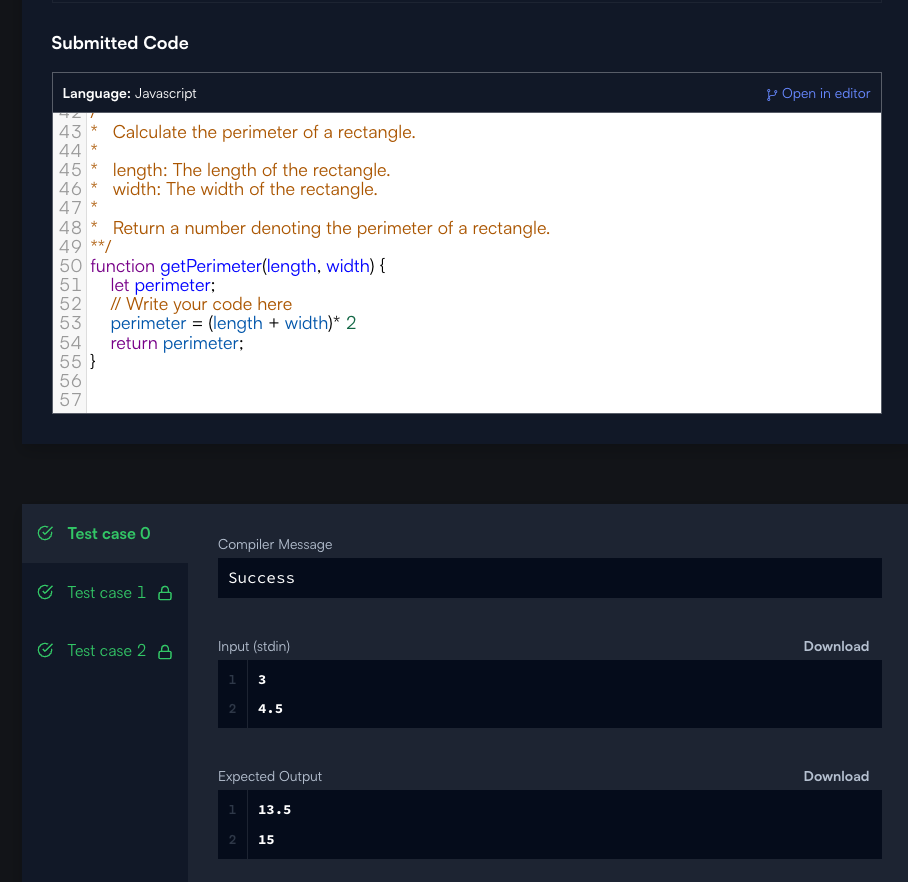 Submitted Code
Language: Javascript
Open in editor
42 /
43 * Calculate the perimeter of a rectangle.
44 *
45 * length: The length of the rectangle.
46 * width: The width of the rectangle.
47 *
48 * Return a number denoting the perimeter of a rectangle.
49 **/
50 function getPerimeter(length, width) {
51 let perimeter;
52 // Write your code here
53 perimeter = (length + width)* 2
54 return perimeter;
55 }
56
57
Test case 0
Test case 1
Test case 2
Compiler Message
Success
Input (stdin)
Download
1 3
2 4.5
Expected Output
Download
1 13.5
2 15